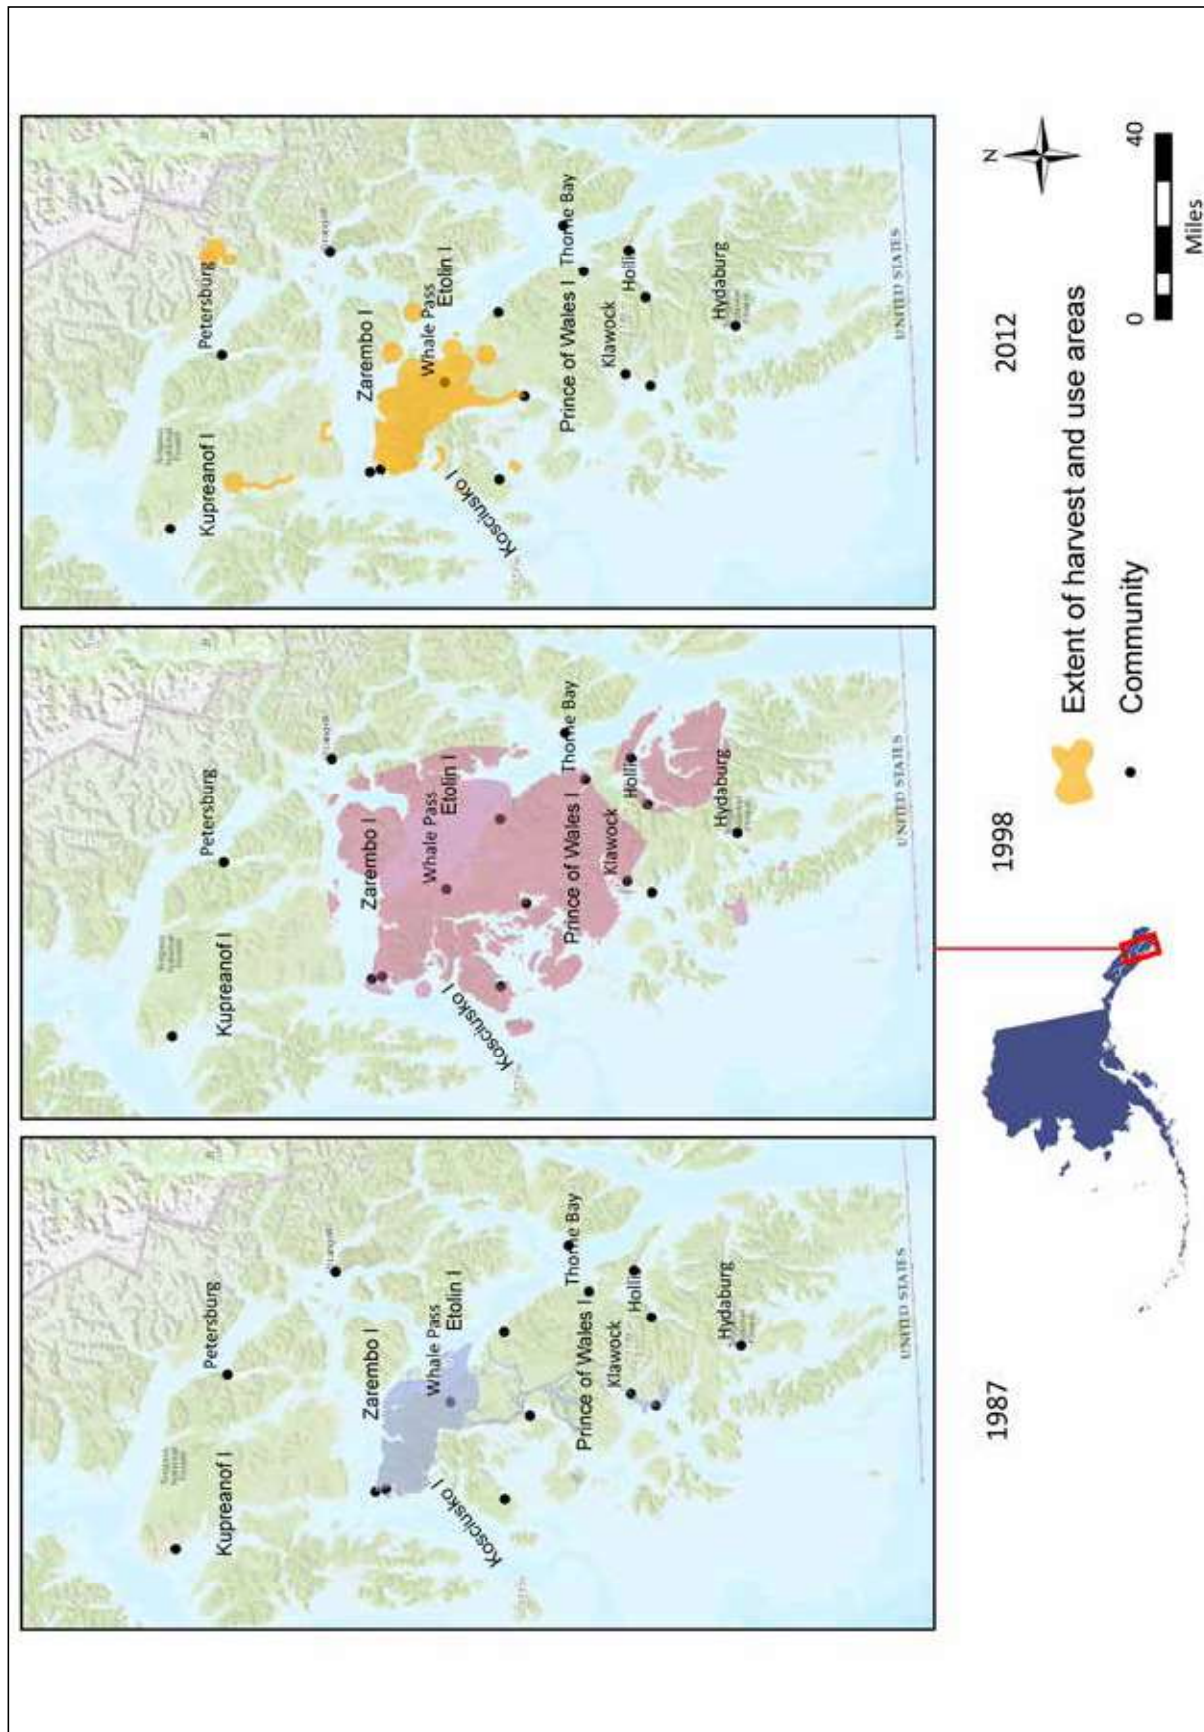 Petersburg
Kupreanof I
Zarembo I
Whale Pass
Etolin I
Kosciusko I
Thorne Bay
Prince of Wales I
Klawock
Holli
Hydaburg
UNITED STATES
1987
Petersburg
Kupreanof I
Zarembo I
Whale Pass
Etolin I
Kosciusko I
Thorne Bay
Prince of Wales I
Klawock
Holli
Hydaburg
UNITED STATES
1998
Petersburg
Kupreanof I
Zarembo I
Whale Pass
Etolin I
Kosciusko I
Thorne Bay
Prince of Wales I
Klawock
Holli
Hydaburg
UNITED STATES
2012
N
Extent of harvest and use areas
Community
0 40
Miles